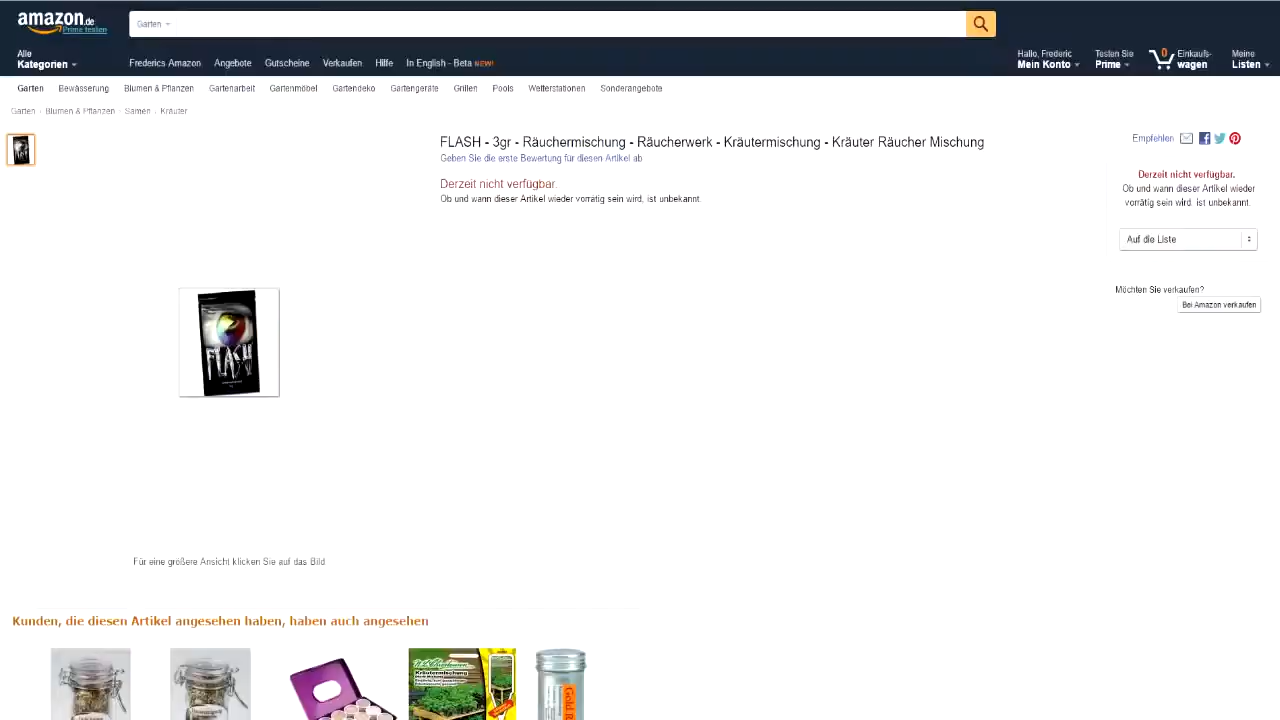 amazon.de
Prime testen
Garten
Alle
Kategorien
Frederics Amazon Angebote Gutscheine Verkaufen Hilfe In English - Beta NEW!
Hallo, Frederic
Mein Konto
Testen Sie
Prime
0
Einkaufs-
wagen
Meine
Listen
Garten Bewässerung Blumen & Pflanzen Gartenarbeit Gartenmöbel Gartendeko Gartengeräte Grillen Pools Wetterstationen Sonderangebote
Garten › Blumen & Pflanzen › Samen › Kräuter
FLASH - 3gr - Räuchermischung - Räucherwerk - Kräutermischung - Kräuter Räucher Mischung
Geben Sie die erste Bewertung für diesen Artikel ab
Derzeit nicht verfügbar.
Ob und wann dieser Artikel wieder vorrätig sein wird, ist unbekannt.
Empfehlen
Derzeit nicht verfügbar.
Ob und wann dieser Artikel wieder
vorrätig sein wird, ist unbekannt.
Auf die Liste
Möchten Sie verkaufen?
Bei Amazon verkaufen
FLASH
Für eine größere Ansicht klicken Sie auf das Bild
Kunden, die diesen Artikel angesehen haben, haben auch angesehen
Kräutermischung